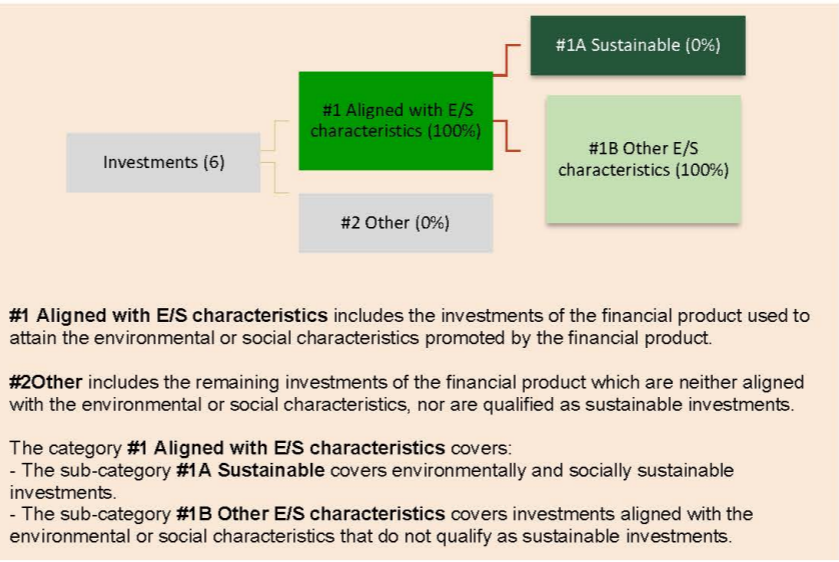 #1A Sustainable (0%)
#1 Aligned with E/S
characteristics (100%)
#1B Other E/S
characteristics (100%)
Investments (6)
#2 Other (0%)
#1 Aligned with E/S characteristics includes the investments of the financial product used to
attain the environmental or social characteristics promoted by the financial product.
#2Other includes the remaining investments of the financial product which are neither aligned
with the environmental or social characteristics, nor are qualified as sustainable investments.
The category #1 Aligned with E/S characteristics covers:
- The sub-category #1A Sustainable covers environmentally and socially sustainable
investments.
- The sub-category #1B Other E/S characteristics covers investments aligned with the
environmental or social characteristics that do not qualify as sustainable investments.